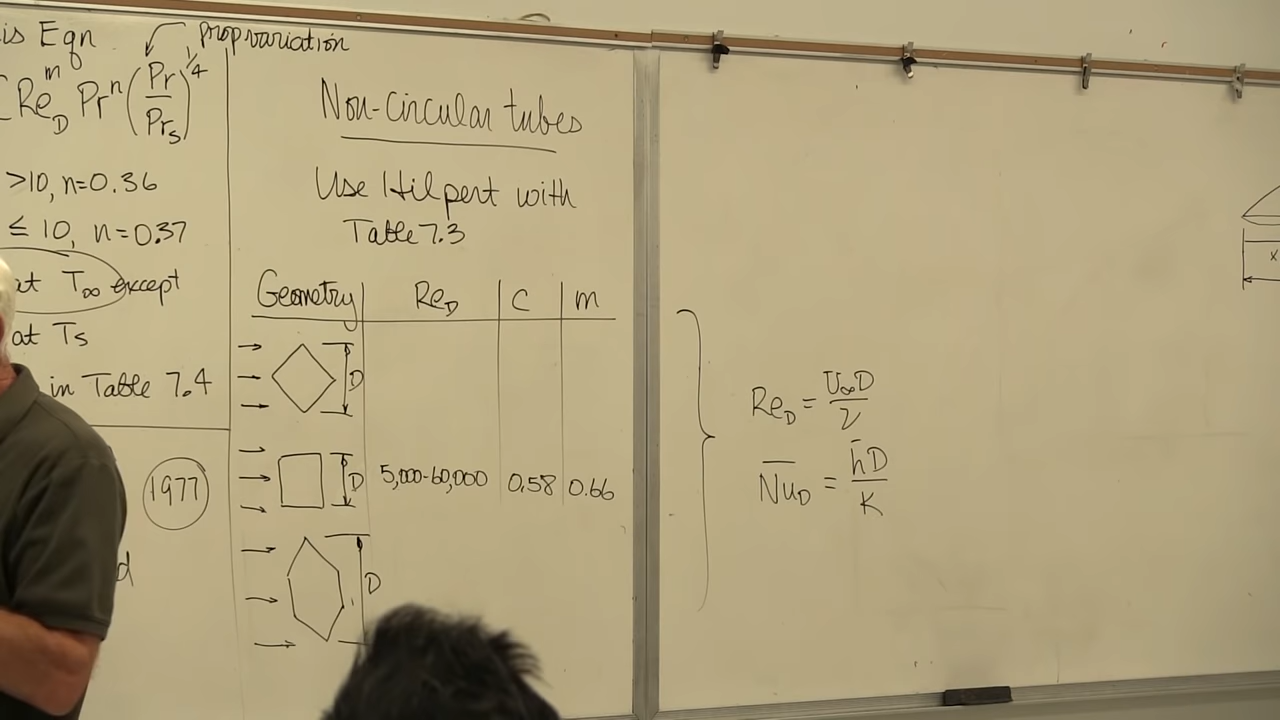 is Eqn
prop variation
C Re_D^m Pr^n (Pr/Pr_s)^1/4
>10, n=0.36
≤ 10, n=0.37
at T∞ except
at Ts
in Table 7.4
1977
d
Non-circular tubes
Use Hilpert with
Table 7.3
Geometry Re_D C m
D
D 5,000-60,000 0.58 0.66
D
Re_D = U∞D/ν
N̄u_D = h̄D/K
x